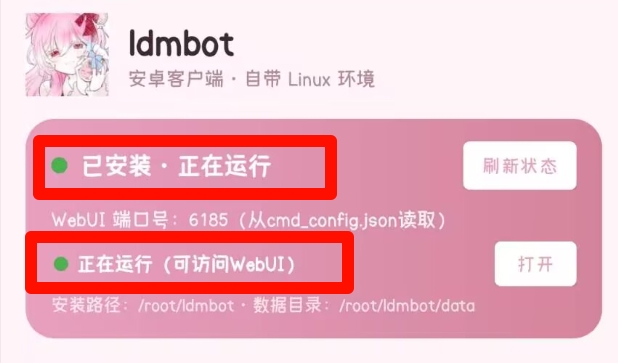 ldmbot
安卓客户端 · 自带 Linux 环境
已安装 · 正在运行
刷新状态
WebUI 端口号：6185（从cmd_config.json读取）
正在运行（可访问WebUI）
打开
安装路径：/root/ldmbot · 数据目录：/root/ldmbot/data